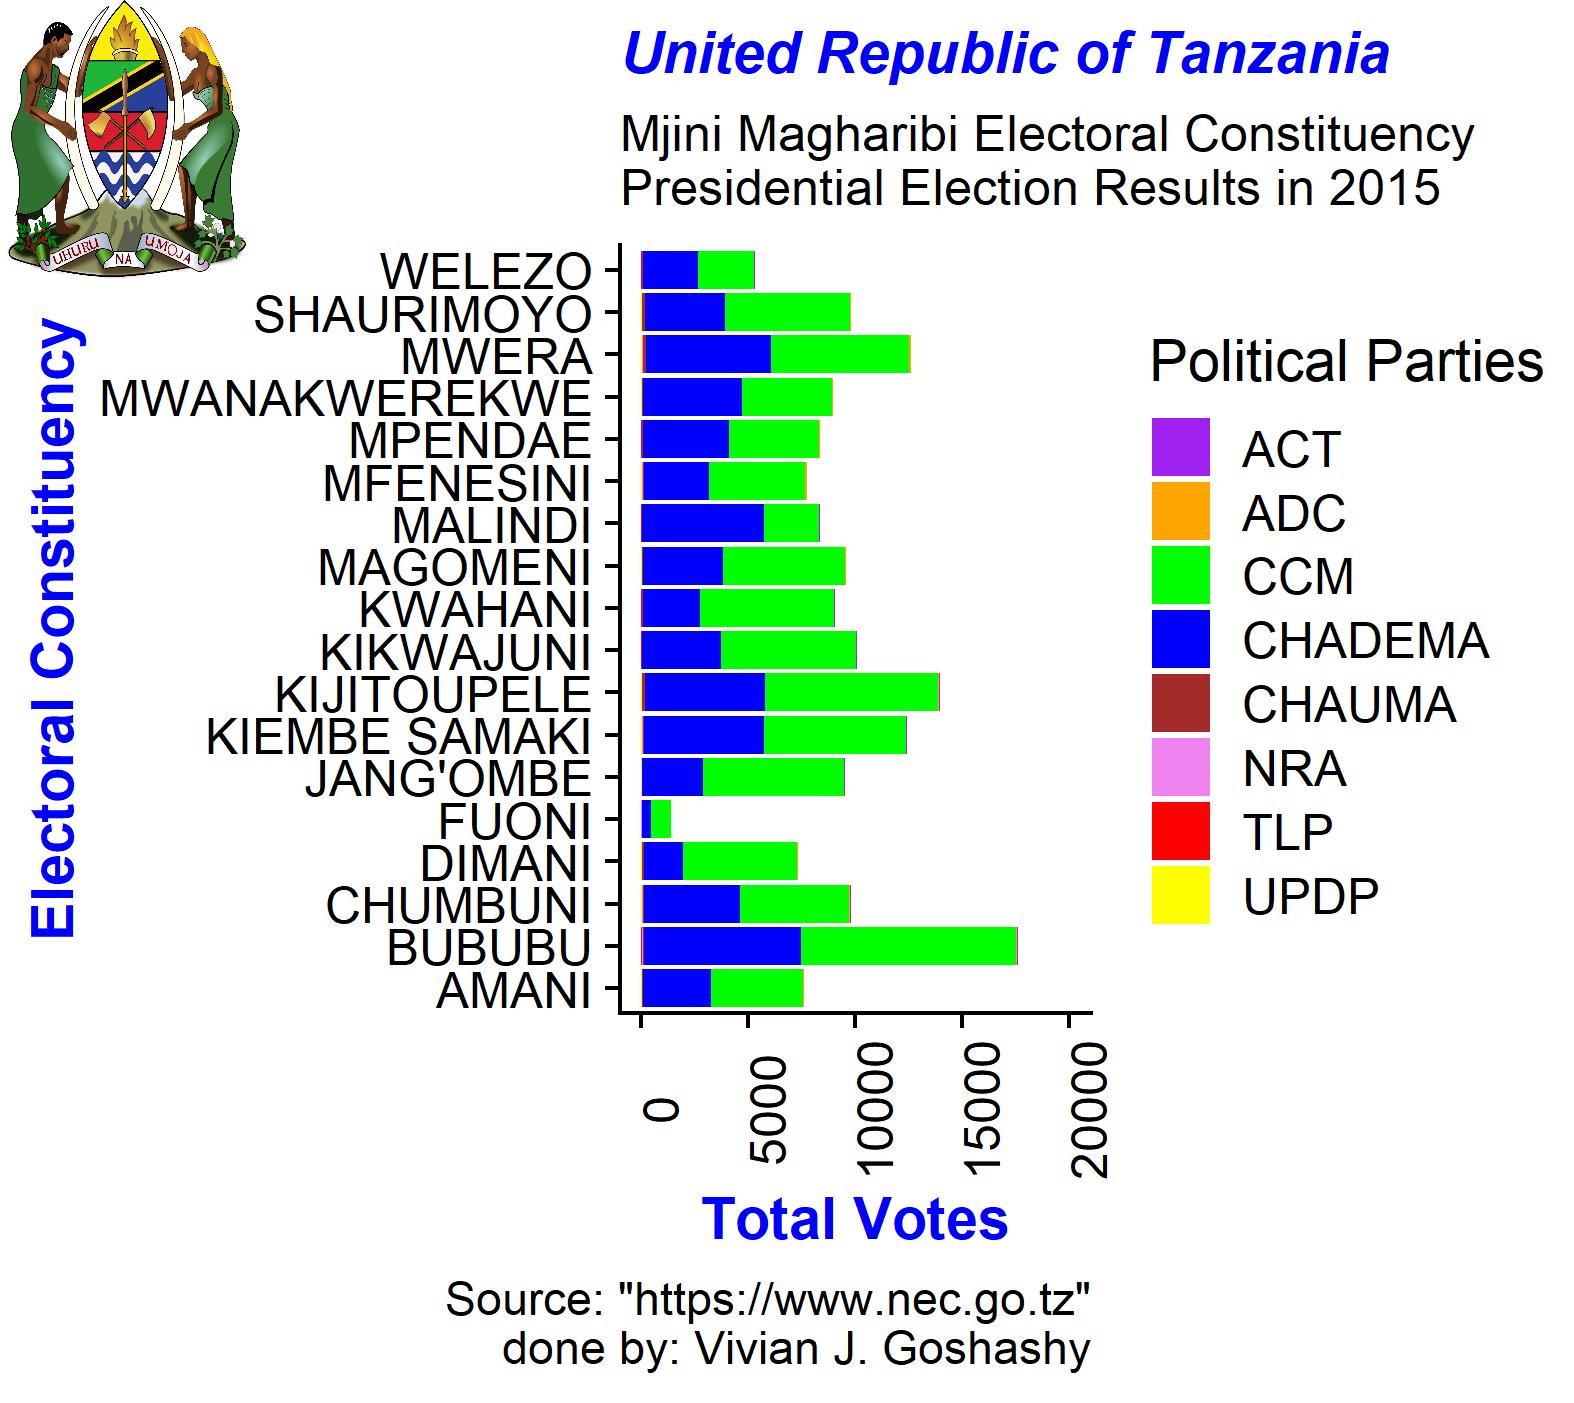 United Republic of Tanzania
Mjini Magharibi Electoral Constituency
Presidential Election Results in 2015
UHURU NA UMOJA
Electoral Constituency
WELEZO
SHAURIMOYO
MWERA
MWANAKWEREKWE
MPENDAE
MFENESINI
MALINDI
MAGOMENI
KWAHANI
KIKWAJUNI
KIJITOUPELE
KIEMBE SAMAKI
JANG'OMBE
FUONI
DIMANI
CHUMBUNI
BUBUBU
AMANI
0
5000
10000
15000
20000
Total Votes
Political Parties
ACT
ADC
CCM
CHADEMA
CHAUMA
NRA
TLP
UPDP
Source: "https://www.nec.go.tz"
done by: Vivian J. Goshashy